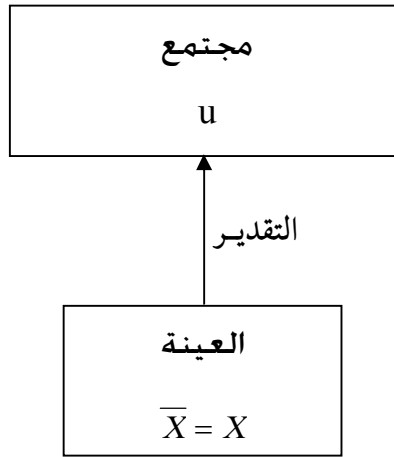 مجتمع
u
التقدير
العينة
X̅ = X